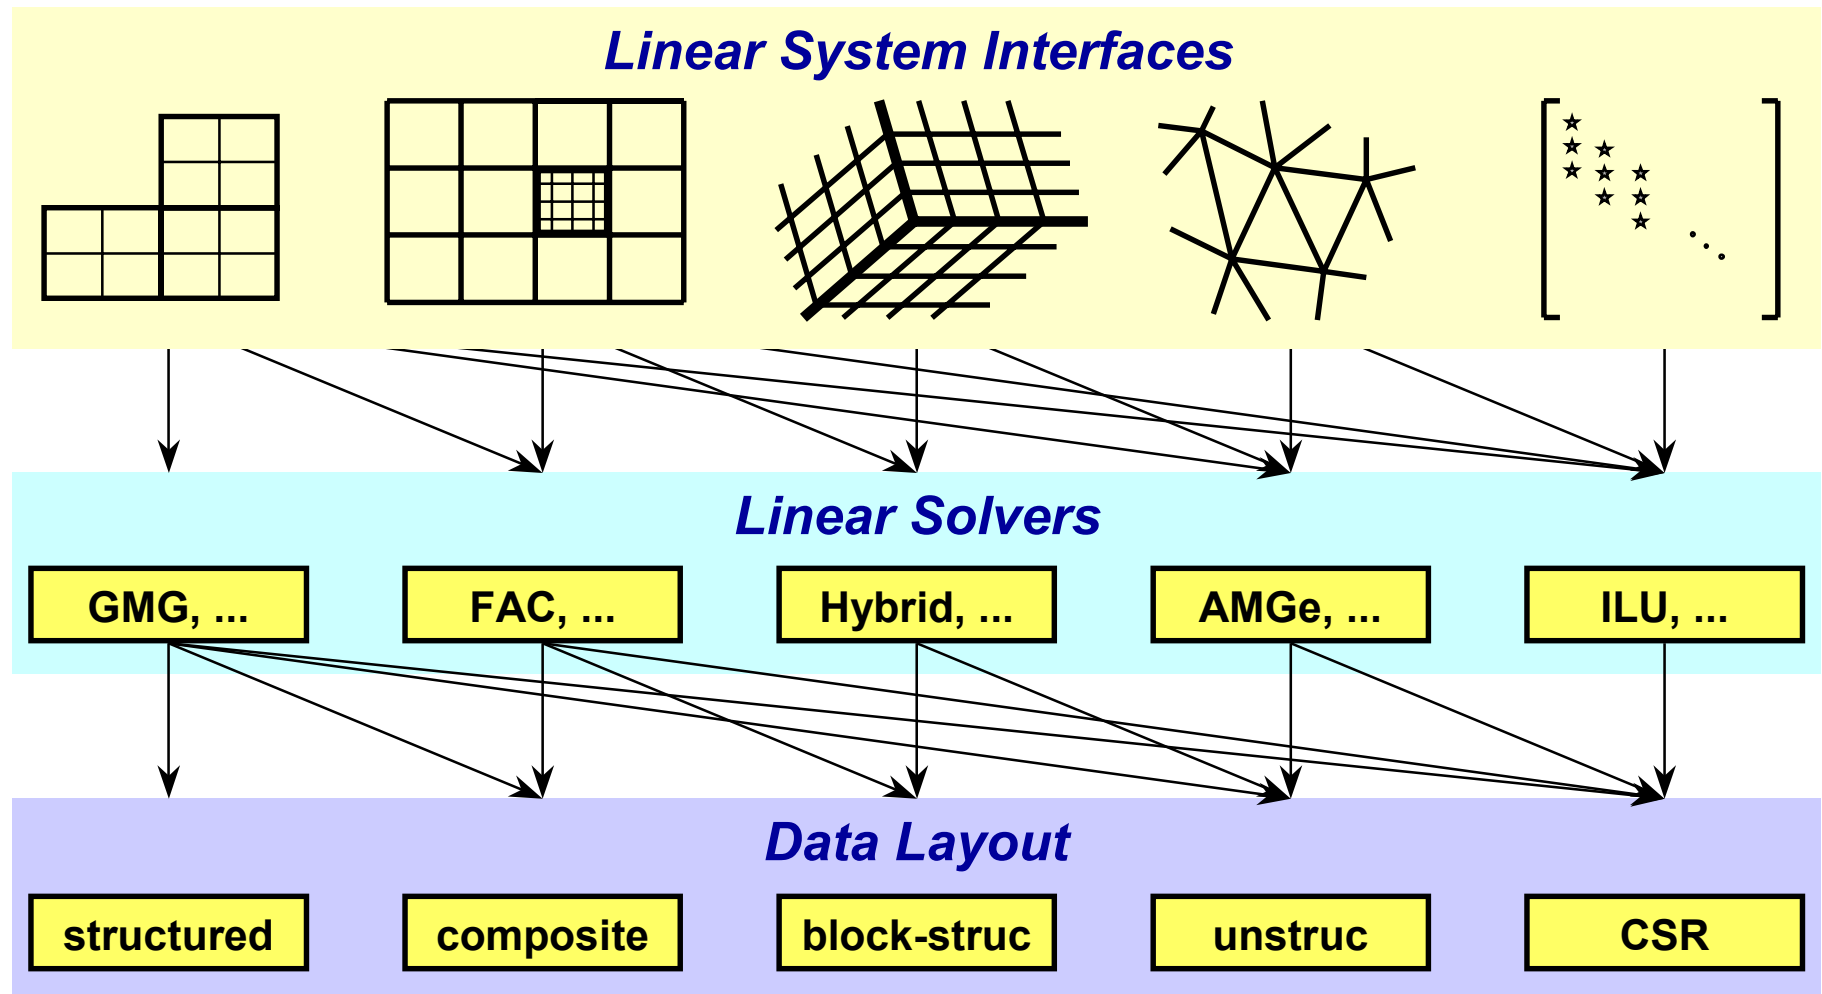 Linear System Interfaces
Linear Solvers
GMG, ...
FAC, ...
Hybrid, ...
AMGe, ...
ILU, ...
Data Layout
structured
composite
block-struc
unstruc
CSR